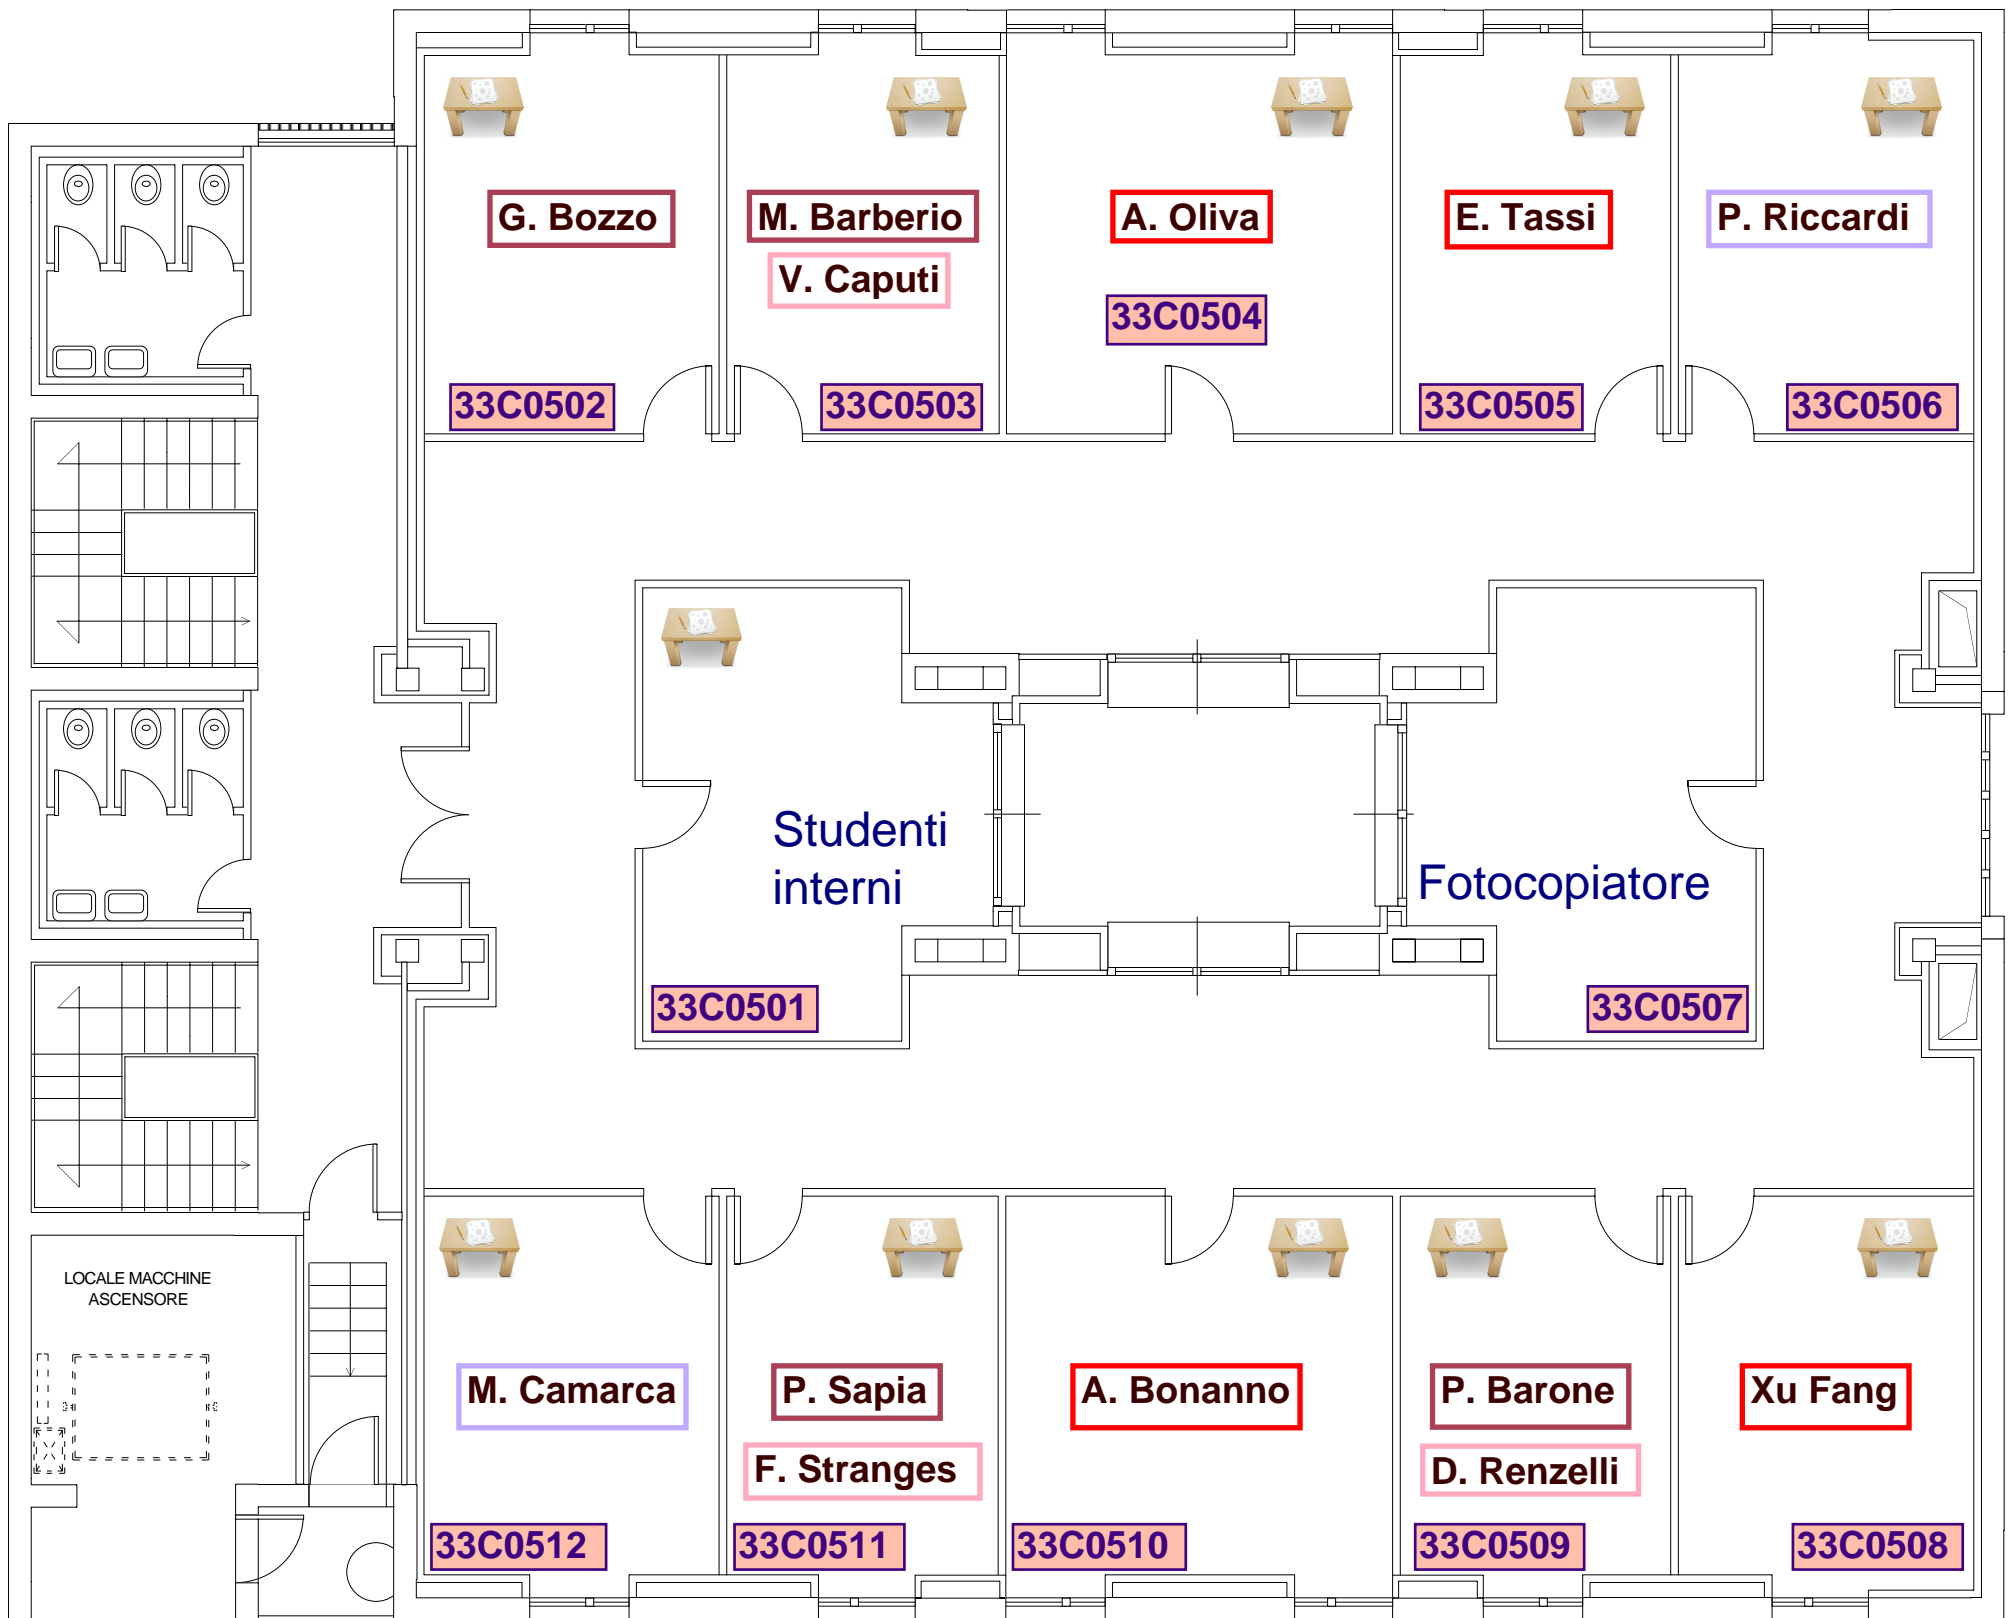 G. Bozzo
M. Barberio
V. Caputi
A. Oliva
E. Tassi
P. Riccardi
33C0504
33C0502
33C0503
33C0505
33C0506
Studenti
interni
Fotocopiatore
33C0501
33C0507
LOCALE MACCHINE
ASCENSORE
M. Camarca
P. Sapia
F. Stranges
A. Bonanno
P. Barone
D. Renzelli
Xu Fang
33C0512
33C0511
33C0510
33C0509
33C0508